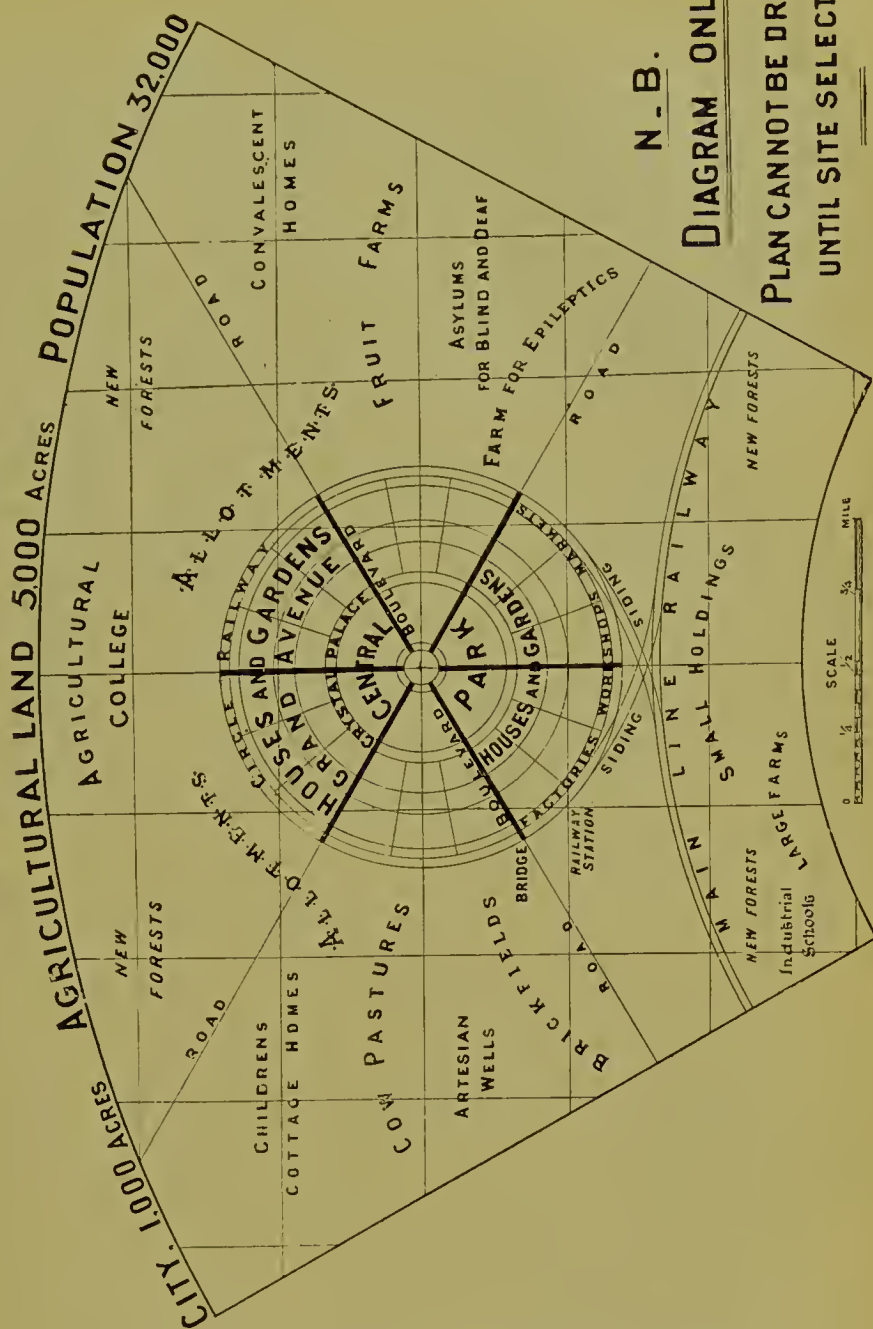 CITY. 1,000 ACRES
AGRICULTURAL LAND 5,000 ACRES
POPULATION 32,000
NEW
FORESTS
AGRICULTURAL
COLLEGE
NEW
FORESTS
ROAD
ROAD
CHILDRENS
COTTAGE HOMES
ALLOTMENTS
ALLOTMENTS
CONVALESCENT
HOMES
COW PASTURES
FRUIT FARMS
CIRCLE RAILWAY
HOUSES AND GARDENS
GRAND AVENUE
CRYSTAL PALACE
CENTRAL
BOULEVARD
PARK
BOULEVARD
HOUSES AND GARDENS
FACTORIES WORKSHOPS MARKETS
ARTESIAN
WELLS
ASYLUMS
FOR BLIND AND DEAF
BRICKFIELDS
FARM FOR EPILEPTICS
BRIDGE
ROAD
ROAD
RAILWAY
STATION
SIDING
SIDING
MAIN LINE RAILWAY
SMALL HOLDINGS
NEW FORESTS
NEW FORESTS
Industrial
Schools
LARGE FARMS
SCALE
0 ¼ ½ ¾ MILE
N.B.
DIAGRAM ONL
PLAN CANNOT BE DR
UNTIL SITE SELECT